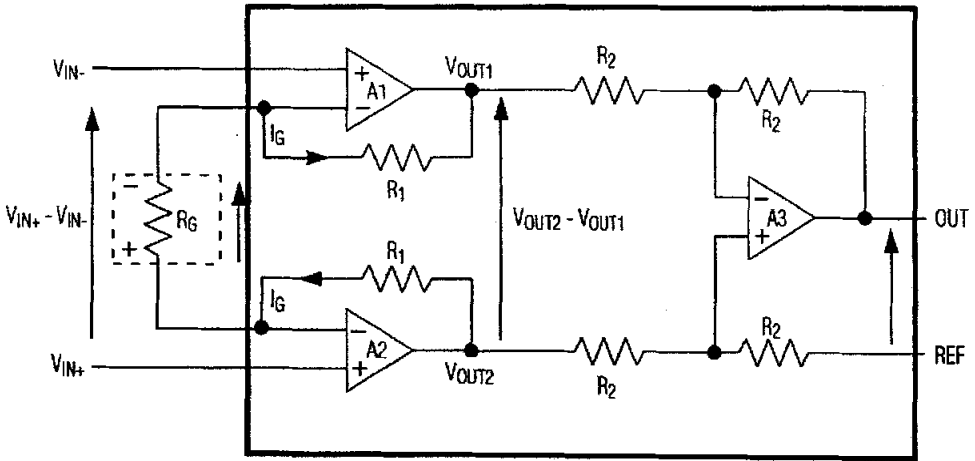 VIN-
+
A1
−
VOUT1
R2
R2
IG
R1
VIN+ - VIN-
−
RG
+
VOUT2 - VOUT1
−
A3
+
OUT
R1
IG
−
A2
+
VIN+
VOUT2
R2
R2
REF